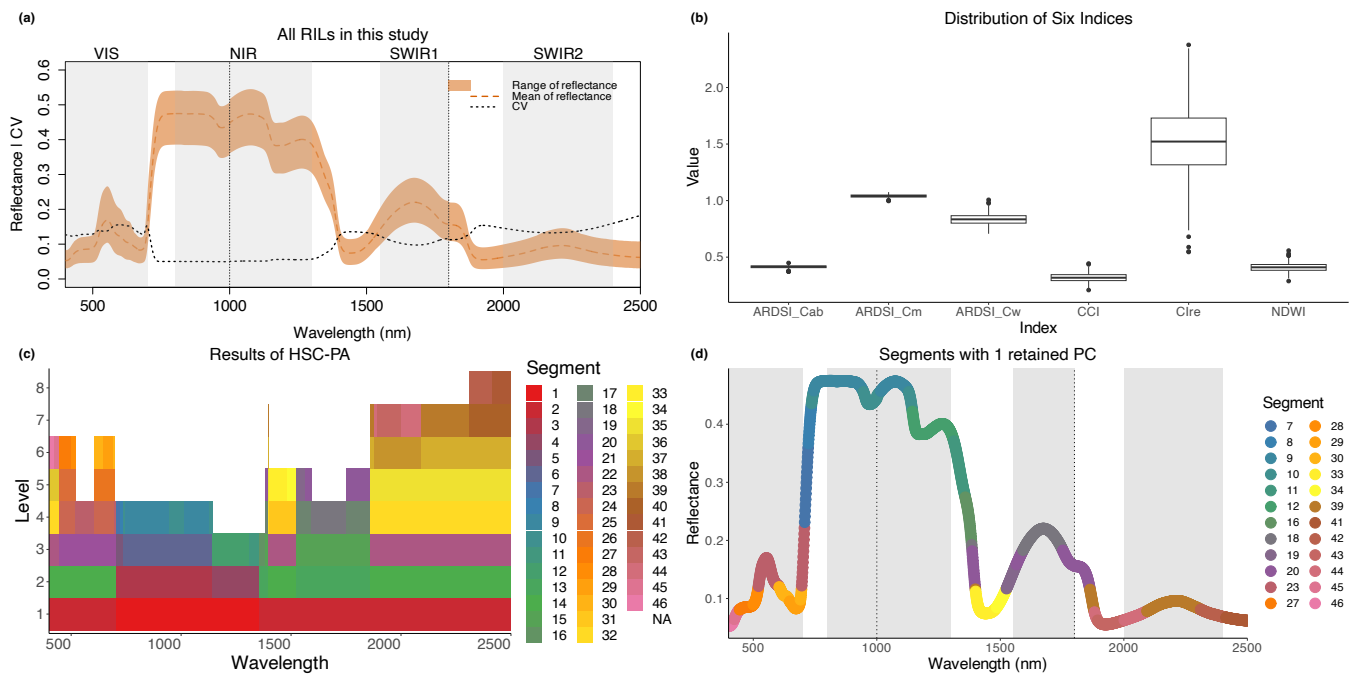 (a)
All RILs in this study
VIS NIR SWIR1 SWIR2
0.6
0.5
0.4
0.3
0.2
0.1
0.0
Reflectance | CV
Range of reflectance
Mean of reflectance
CV
500 1000 1500 2000 2500
Wavelength (nm)
(b)
Distribution of Six Indices
2.0
1.5
1.0
0.5
Value
ARDSI_Cab ARDSI_Cm ARDSI_Cw CCI CIre NDWI
Index
(c)
Results of HSC-PA
8
7
6
5
4
3
2
1
Level
500 1000 1500 2000 2500
Wavelength
Segment
1 17 33
2 18 34
3 19 35
4 20 36
5 21 37
6 22 38
7 23 39
8 24 40
9 25 41
10 26 42
11 27 43
12 28 44
13 29 45
14 30 46
15 31 NA
16 32
(d)
Segments with 1 retained PC
0.4
0.3
0.2
0.1
Reflectance
500 1000 1500 2000 2500
Wavelength (nm)
Segment
7 28
8 29
9 30
10 33
11 34
12 39
16 41
18 42
19 43
20 44
23 45
27 46